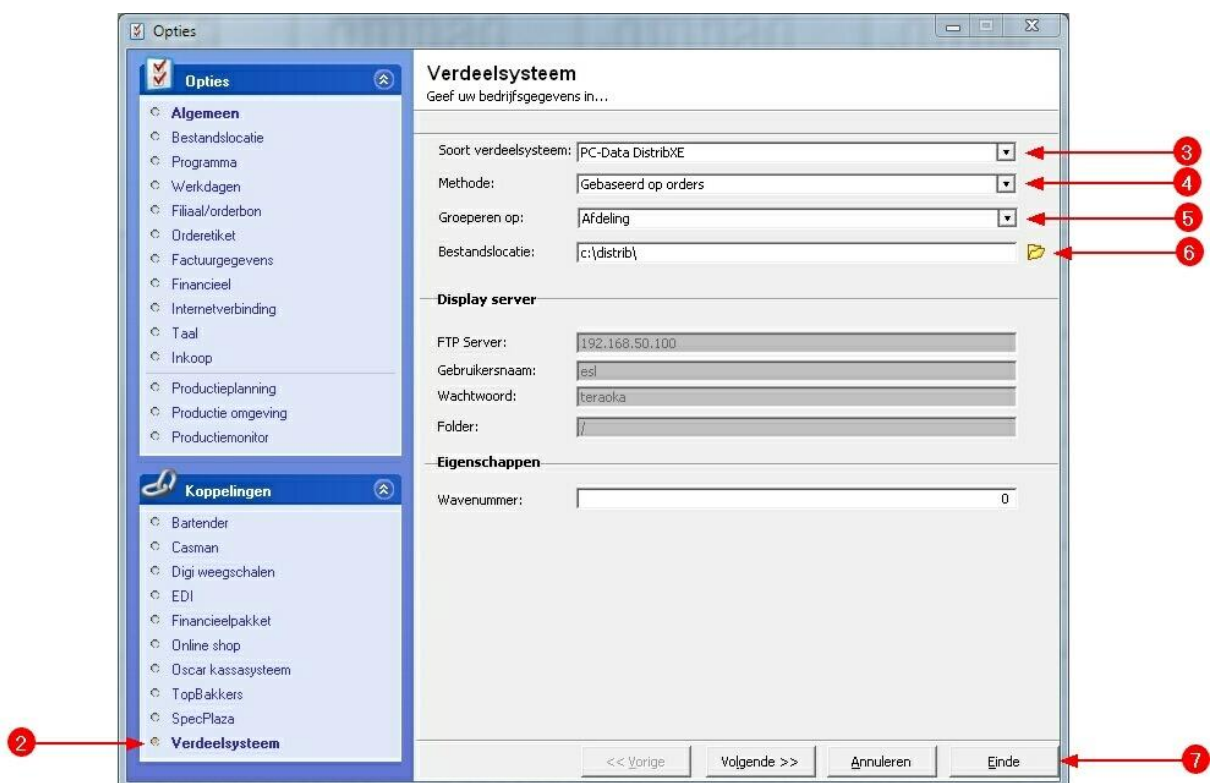 Opties
Opties
Algemeen
Bestandslocatie
Programma
Werkdagen
Filiaal/orderbon
Orderetiket
Factuurgegevens
Financieel
Internetverbinding
Taal
Inkoop
Productieplanning
Productie omgeving
Productiemonitor
Koppelingen
Bartender
Casman
Digi weegschalen
EDI
Financieelpakket
Online shop
Oscar kassasysteem
TopBakkers
SpecPlaza
2
Verdeelsysteem
Verdeelsysteem
Geef uw bedrijfsgegevens in...
Soort verdeelsysteem: PC-Data DistribXE 3
Methode: Gebaseerd op orders 4
Groeperen op: Afdeling 5
Bestandslocatie: c:\distrib\ 6
Display server
FTP Server: 192.168.50.100
Gebruikersnaam: esl
Wachtwoord: teraoka
Folder: /
Eigenschappen
Wavenummer: 0
<< Vorige Volgende >> Annuleren Einde 7